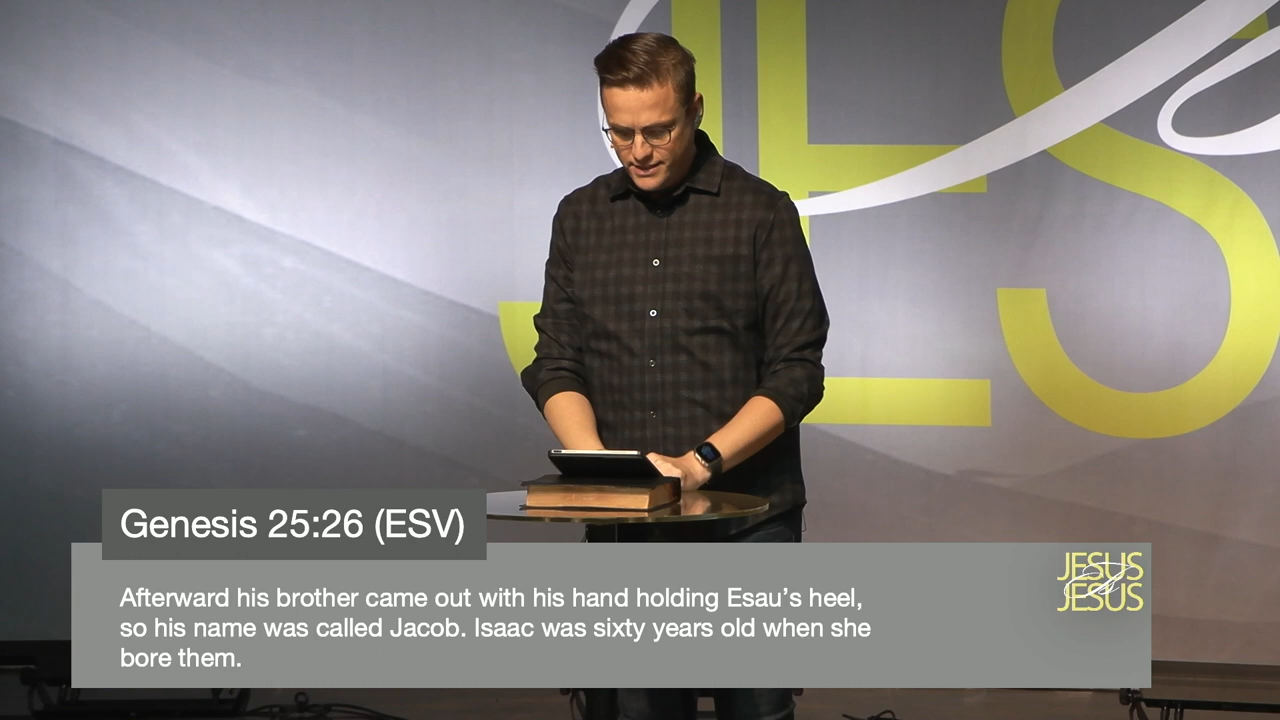 JES
Genesis 25:26 (ESV)
Afterward his brother came out with his hand holding Esau’s heel,
so his name was called Jacob. Isaac was sixty years old when she
bore them.
JESUS
&
JESUS